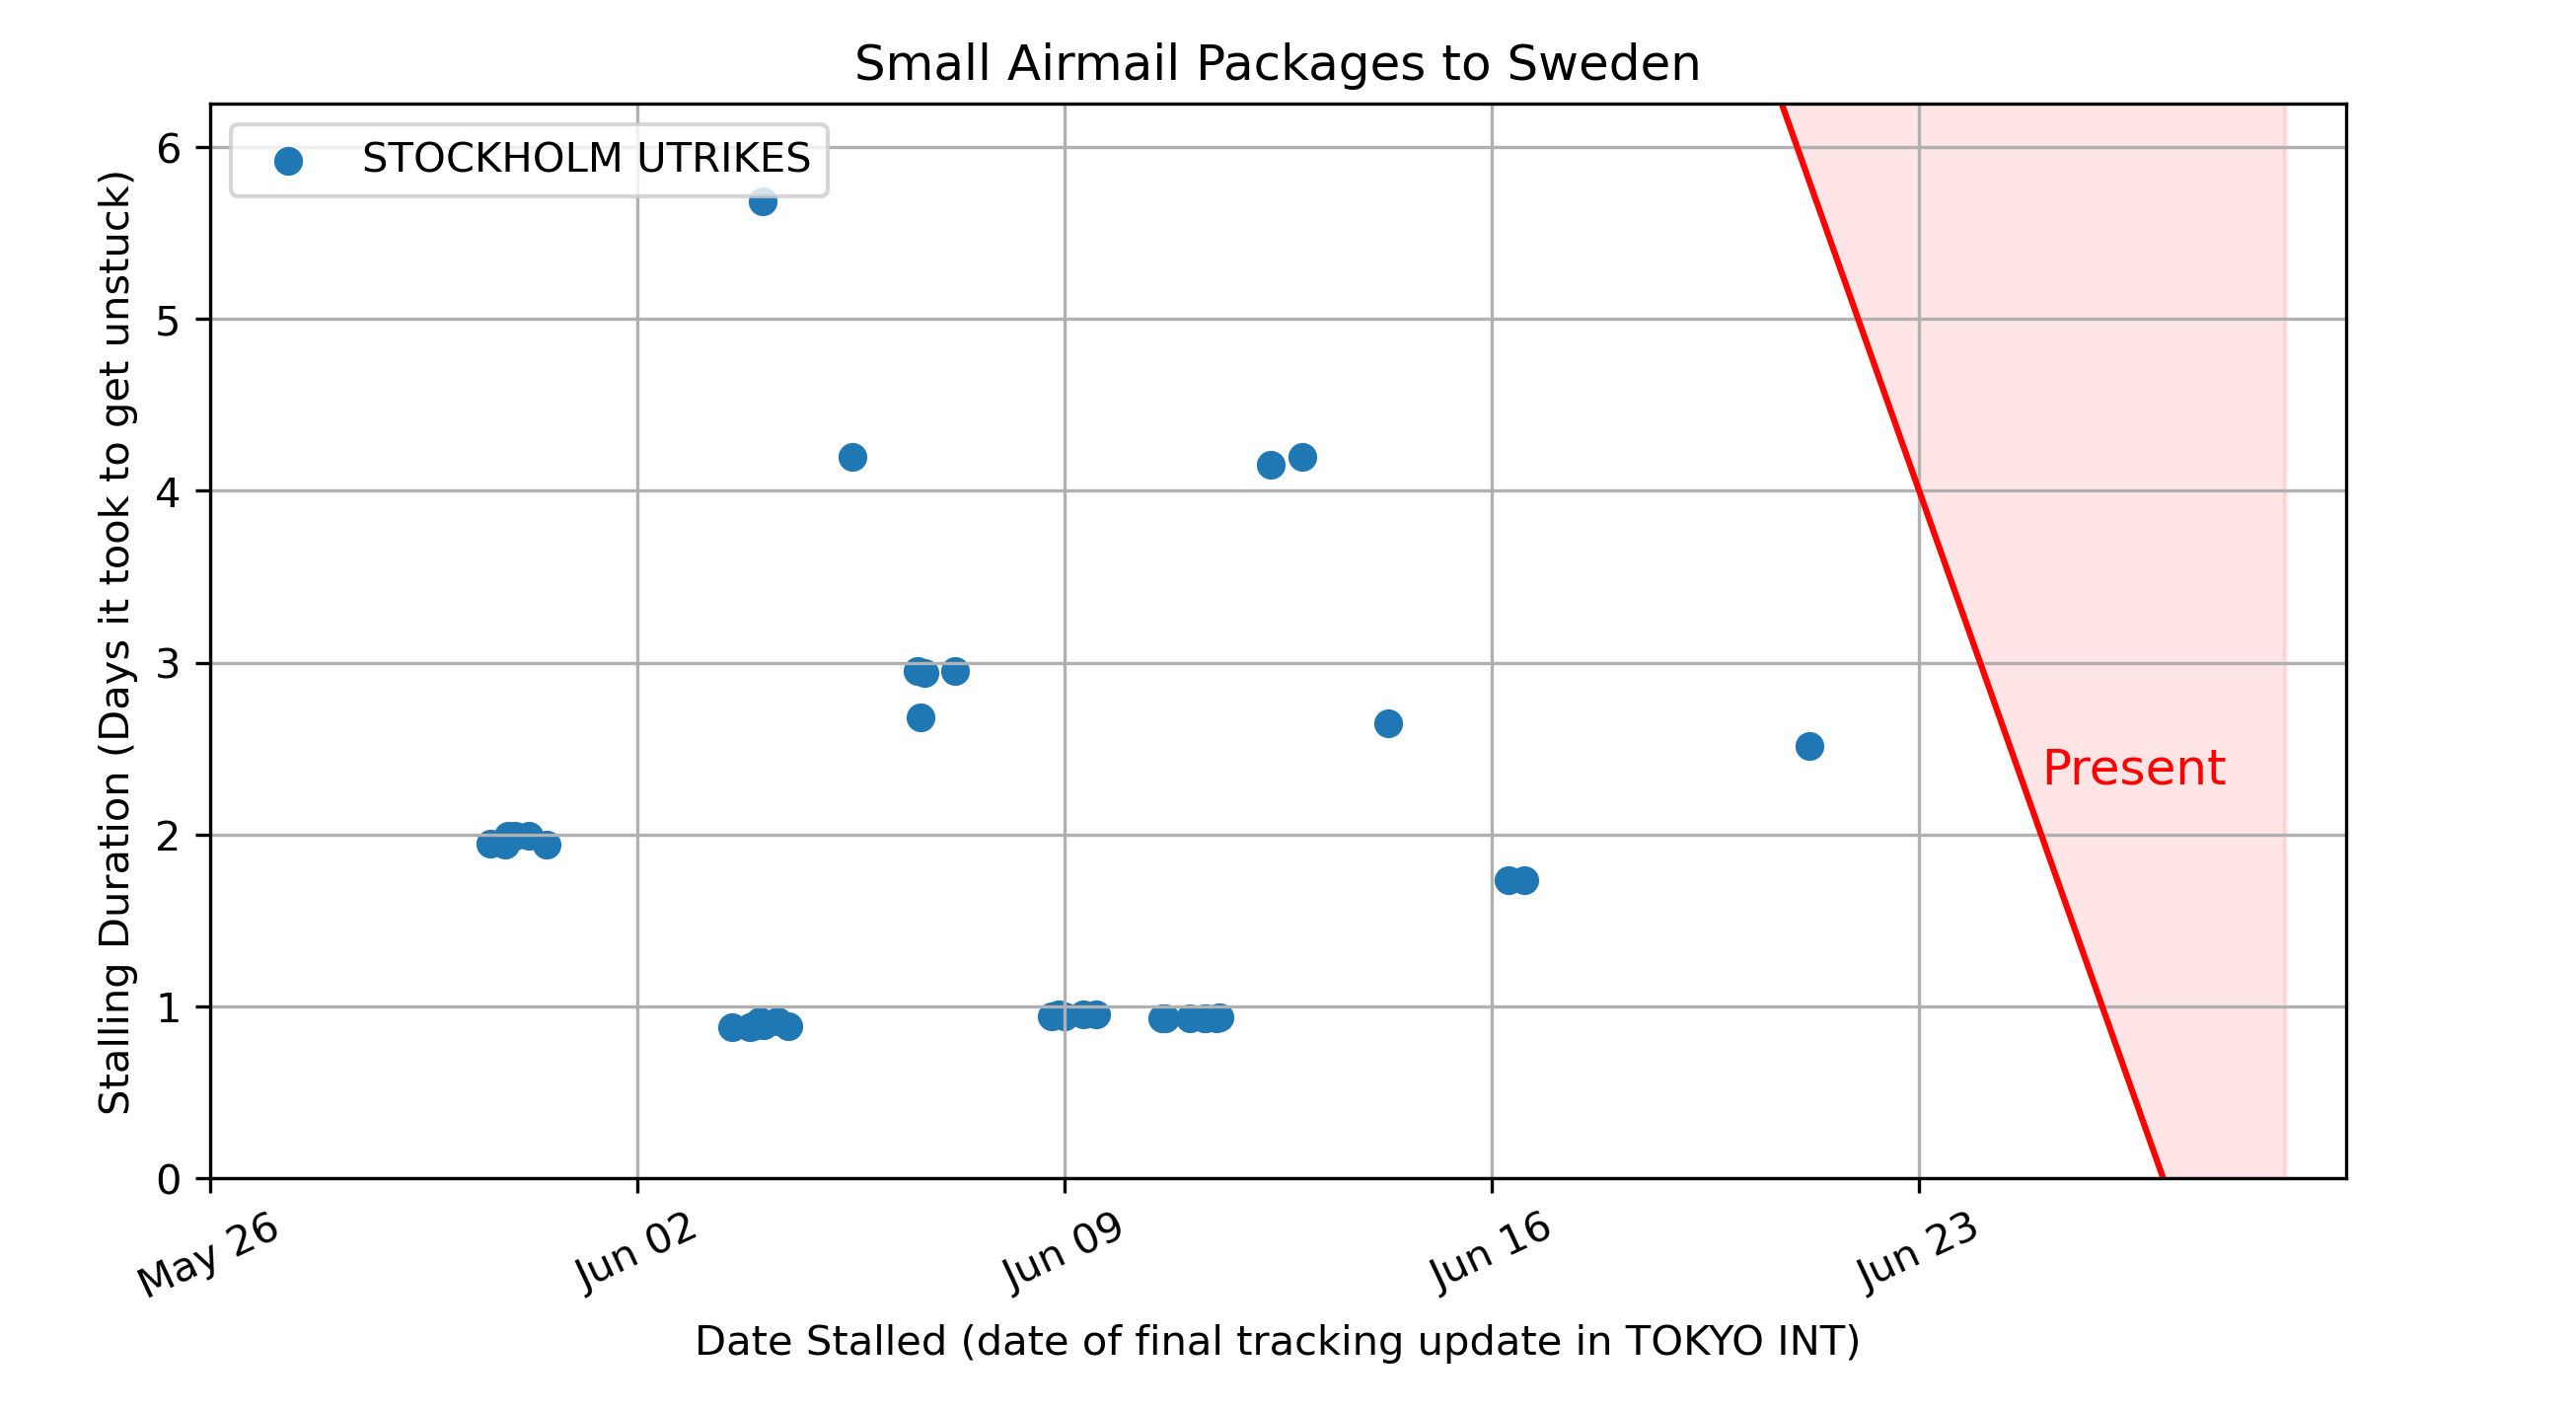 Small Airmail Packages to Sweden
STOCKHOLM UTRIKES
Stalling Duration (Days it took to get unstuck)
6
5
4
3
2
1
0
Present
May 26
Jun 02
Jun 09
Jun 16
Jun 23
Date Stalled (date of final tracking update in TOKYO INT)